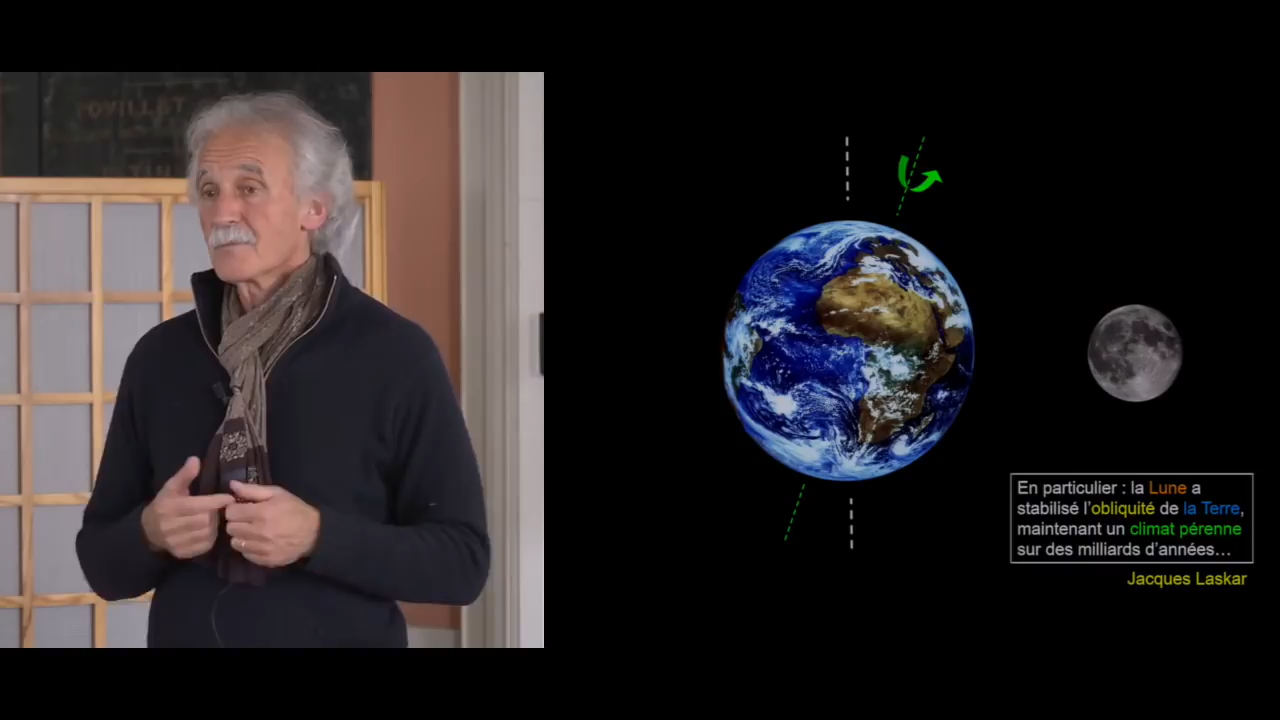 En particulier : la Lune a
stabilisé l'obliquité de la Terre,
maintenant un climat pérenne
sur des milliards d'années…
Jacques Laskar